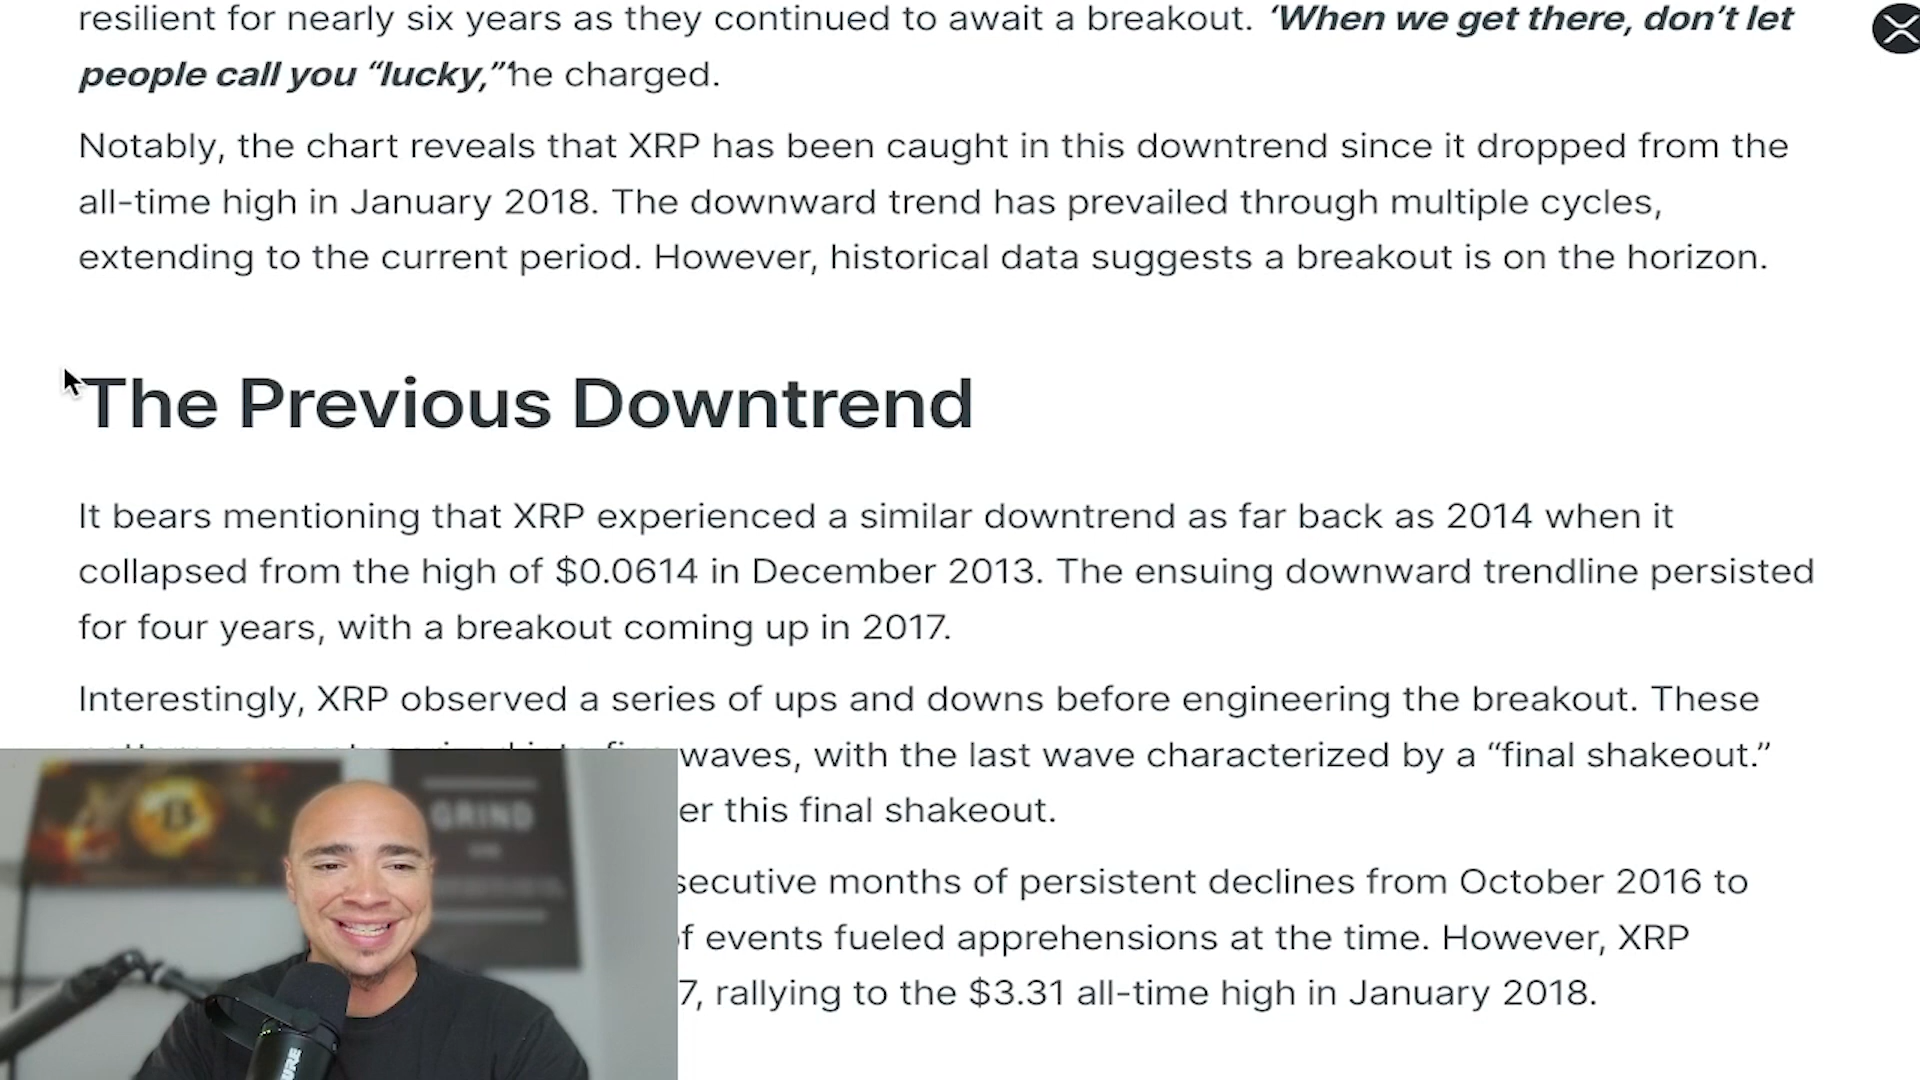 resilient for nearly six years as they continued to await a breakout. ‘When we get there, don’t let
people call you “lucky,”’he charged.
Notably, the chart reveals that XRP has been caught in this downtrend since it dropped from the
all-time high in January 2018. The downward trend has prevailed through multiple cycles,
extending to the current period. However, historical data suggests a breakout is on the horizon.
The Previous Downtrend
It bears mentioning that XRP experienced a similar downtrend as far back as 2014 when it
collapsed from the high of $0.0614 in December 2013. The ensuing downward trendline persisted
for four years, with a breakout coming up in 2017.
Interestingly, XRP observed a series of ups and downs before engineering the breakout. These
waves, with the last wave characterized by a “final shakeout.”
er this final shakeout.
secutive months of persistent declines from October 2016 to
f events fueled apprehensions at the time. However, XRP
7, rallying to the $3.31 all-time high in January 2018.
B
GRIND
URE